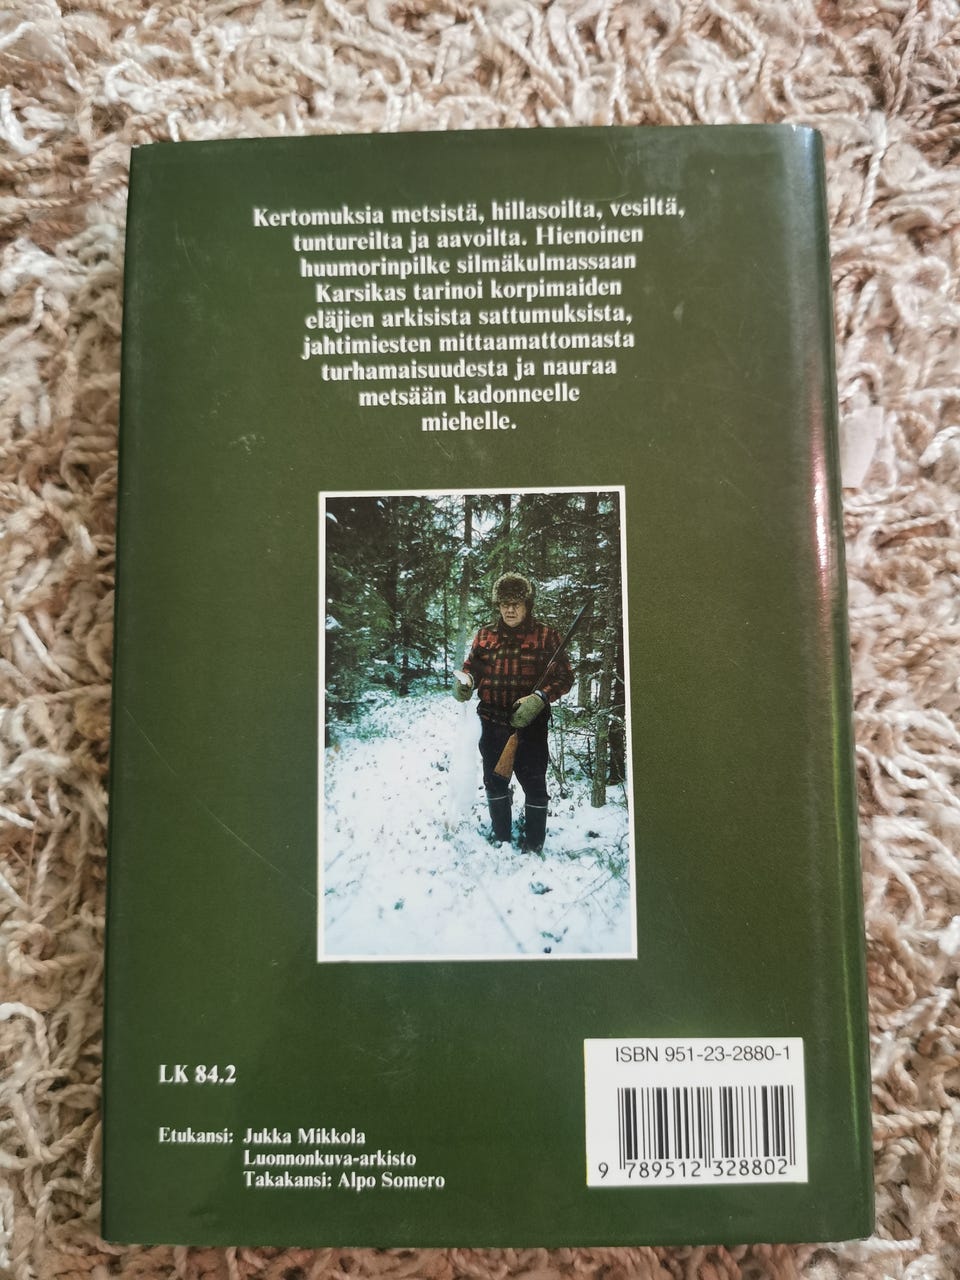 Kertomuksia metsistä, hillasoilta, vesiltä,
tuntureilta ja aavoilta. Hienoinen
huumorinpilke silmäkulmassaan
Karsikas tarinoi korpimaiden
eläjien arkisista sattumuksista,
jahtimiesten mittaamattomasta
turhamaisuudesta ja nauraa
metsään kadonneelle
miehelle.
LK 84.2
Etukansi: Jukka Mikkola
Luonnonkuva-arkisto
Takakansi: Alpo Somero
ISBN 951-23-2880-1
9 789512 328802